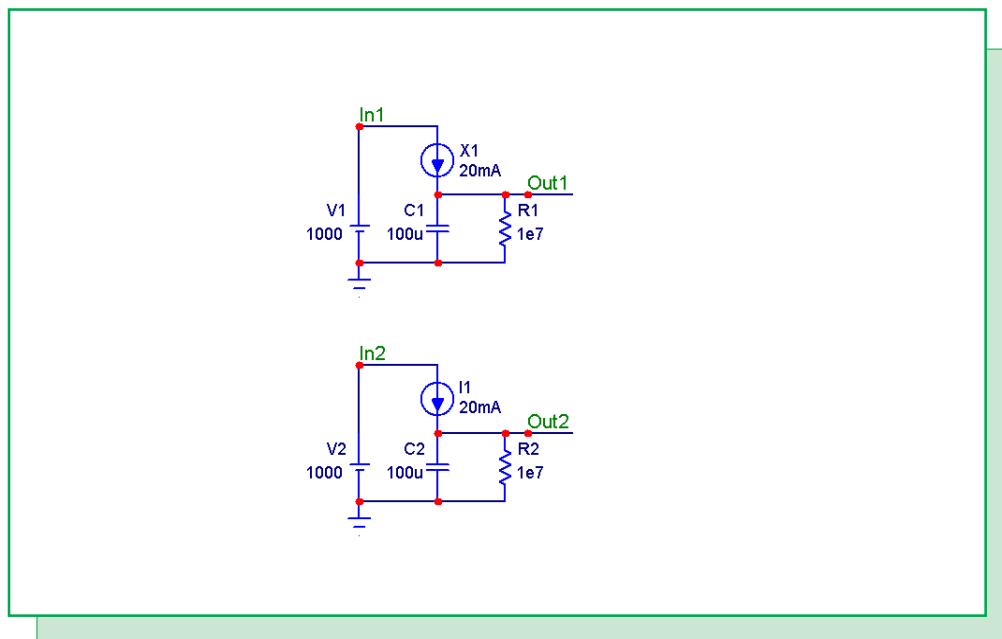 In1
X1
20mA
Out1
V1
1000
C1
100u
R1
1e7
In2
I1
20mA
Out2
V2
1000
C2
100u
R2
1e7